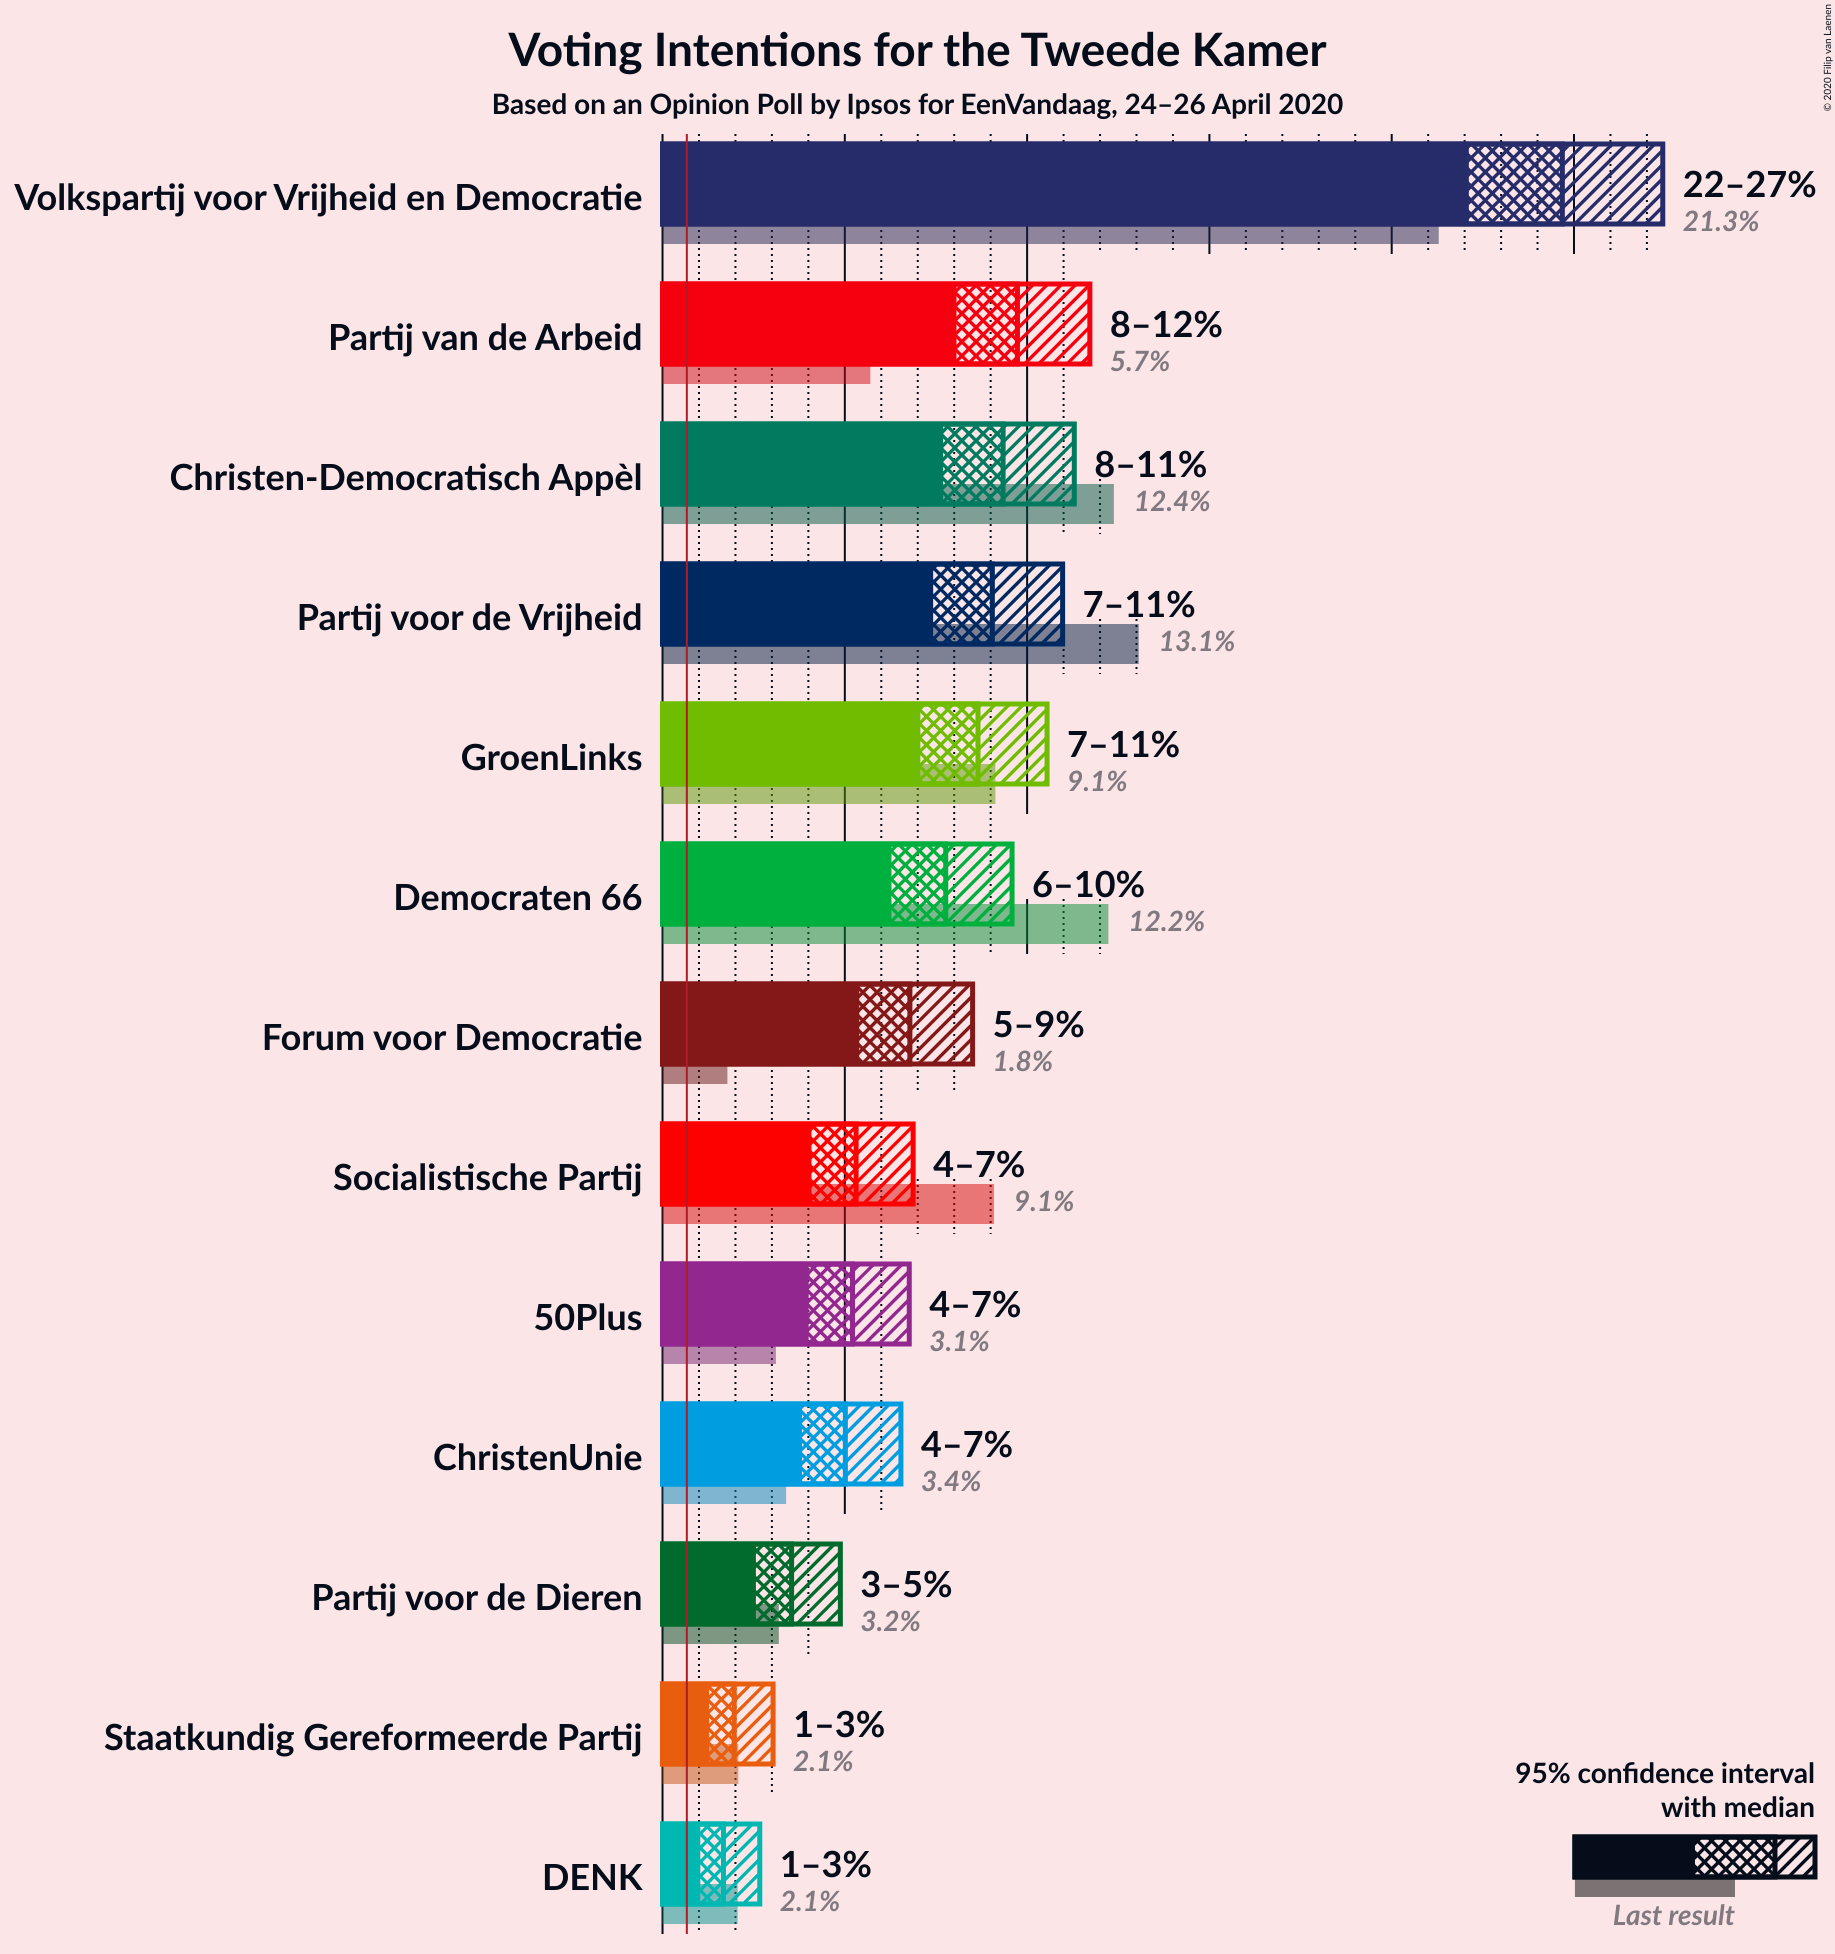 Voting Intentions for the Tweede Kamer
Based on an Opinion Poll by Ipsos for EenVandaag, 24–26 April 2020
© 2020 Filip van Laenen
Volkspartij voor Vrijheid en Democratie
22–27%
21.3%
Partij van de Arbeid
8–12%
5.7%
Christen-Democratisch Appèl
8–11%
12.4%
Partij voor de Vrijheid
7–11%
13.1%
GroenLinks
7–11%
9.1%
Democraten 66
6–10%
12.2%
Forum voor Democratie
5–9%
1.8%
Socialistische Partij
4–7%
9.1%
50Plus
4–7%
3.1%
ChristenUnie
4–7%
3.4%
Partij voor de Dieren
3–5%
3.2%
Staatkundig Gereformeerde Partij
1–3%
2.1%
DENK
1–3%
2.1%
95% confidence interval
with median
Last result